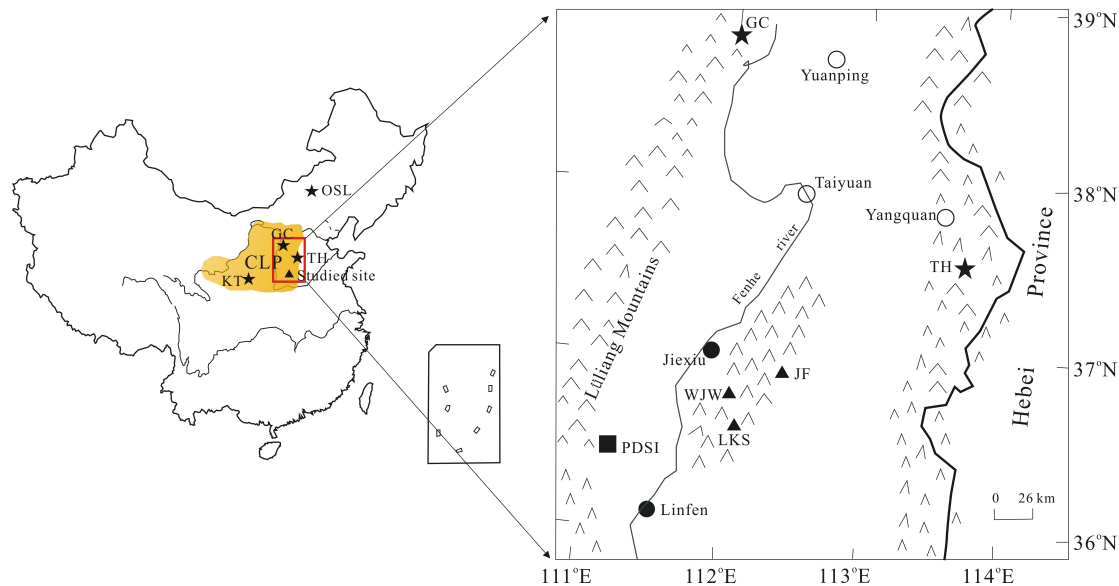 OSL
GC
CLP
TH
KT
Studied site
GC
Yuanping
39°N
Taiyuan
38°N
Yangquan
TH
Province
Fenhe river
Lüliang Mountains
Jiexiu
JF
37°N
WJW
LKS
Hebei
PDSI
Linfen
0 26 km
36°N
111°E 112°E 113°E 114°E